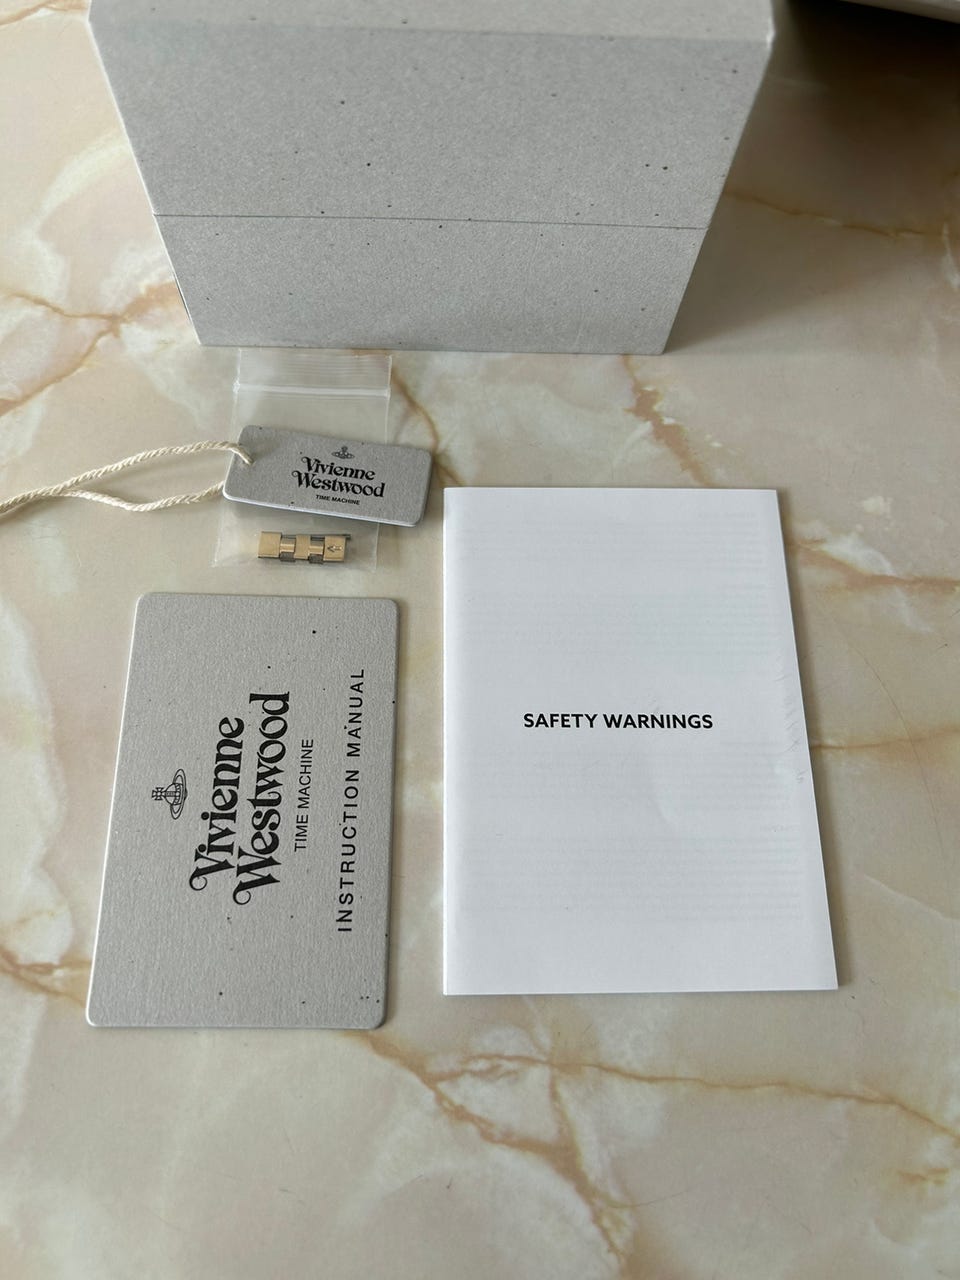 Vivienne
Westwood
TIME MACHINE
Vivienne
Westwood
TIME MACHINE
INSTRUCTION MANUAL
SAFETY WARNINGS